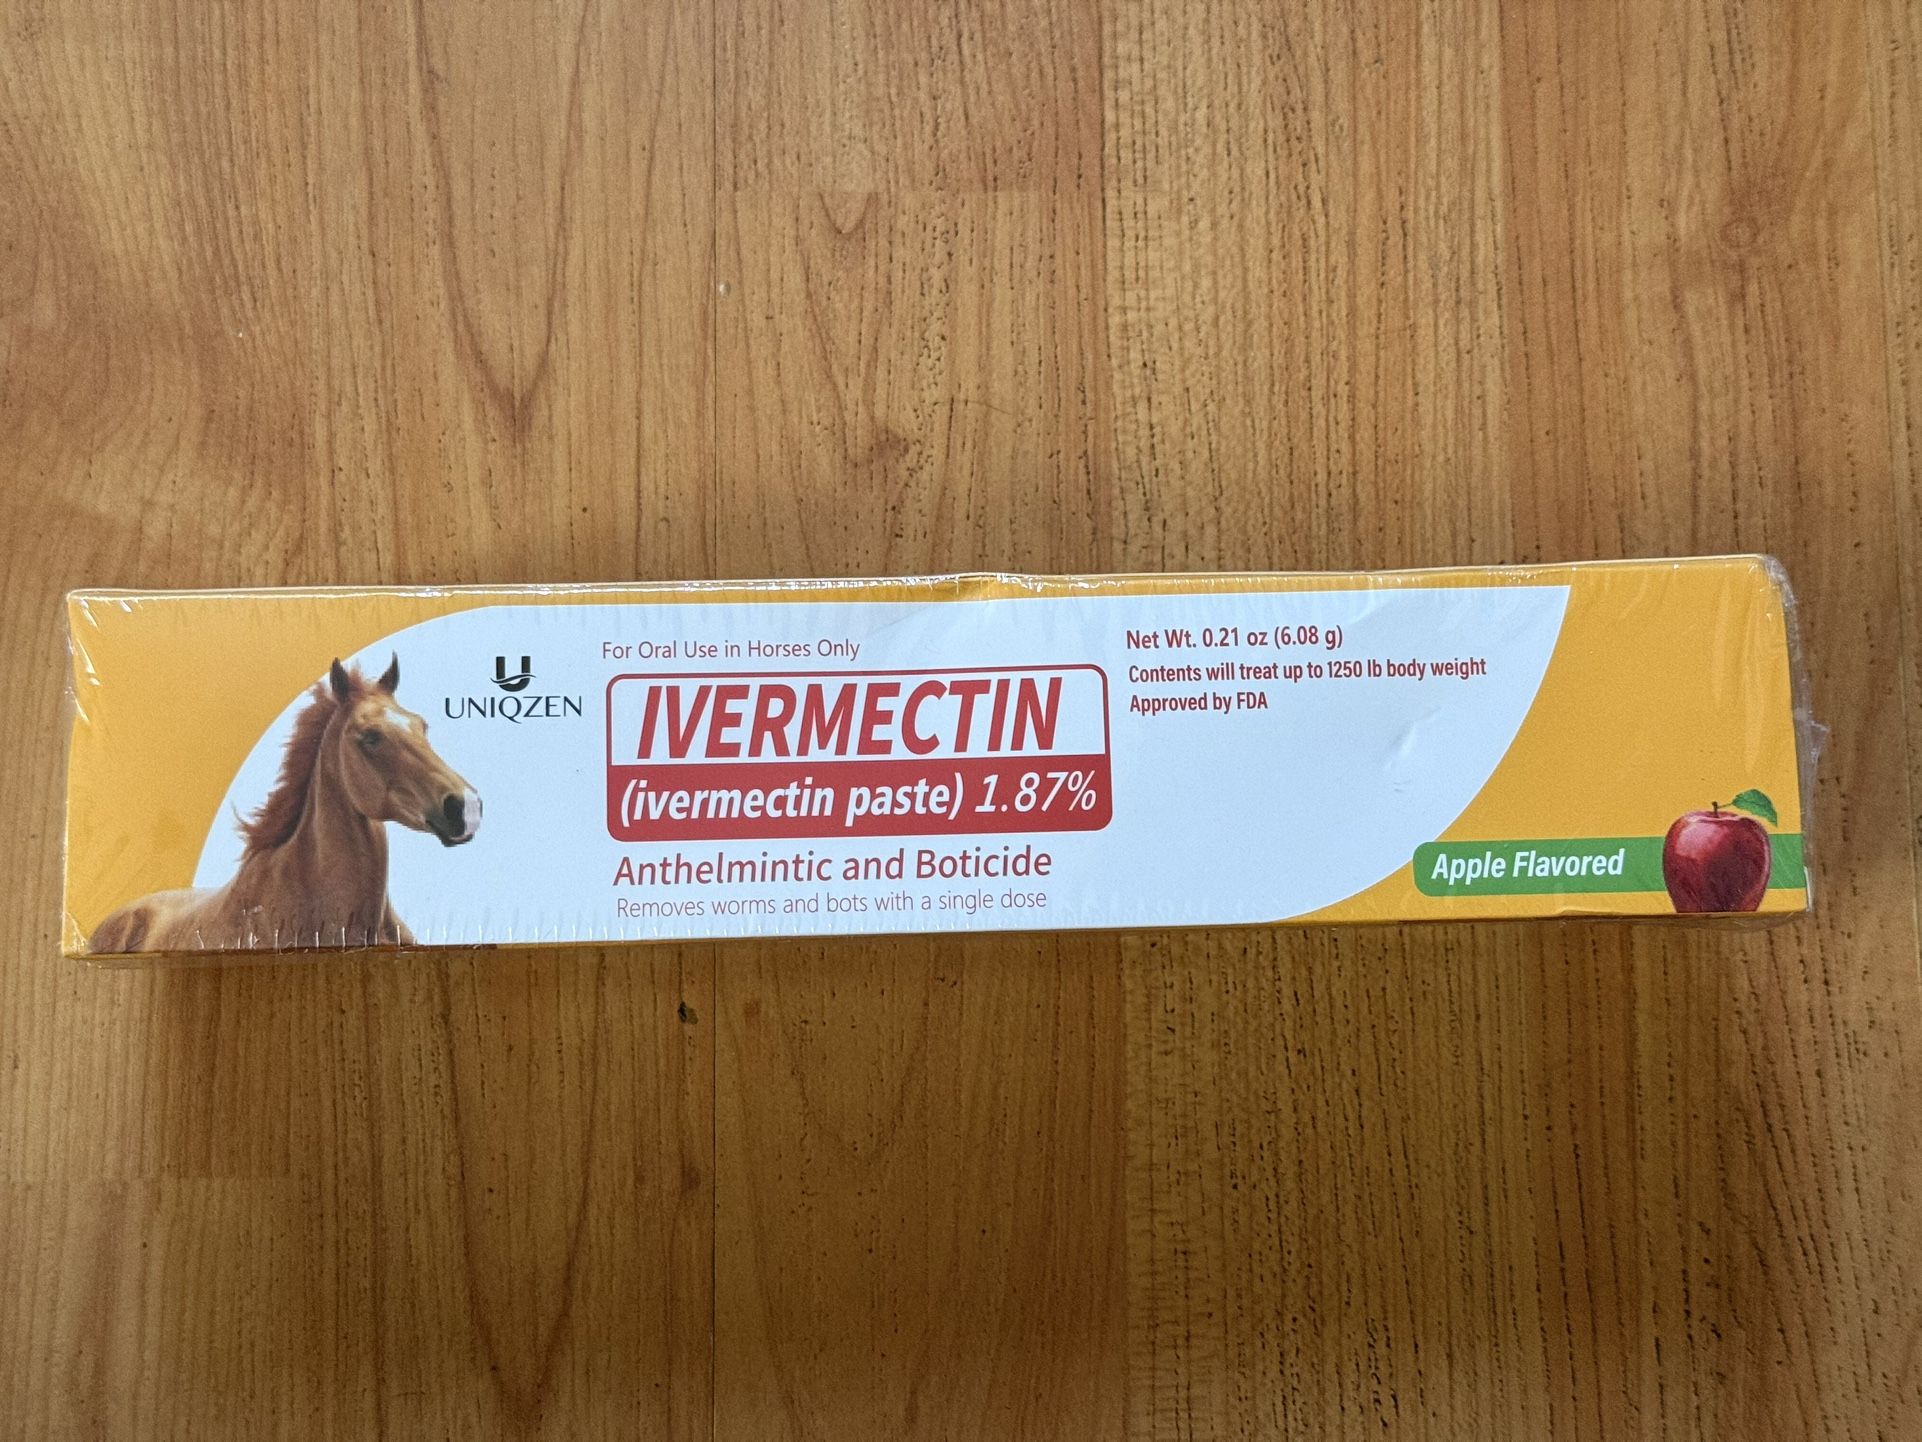 UNIQZEN
For Oral Use in Horses Only
IVERMECTIN
(ivermectin paste) 1.87%
Anthelmintic and Boticide
Removes worms and bots with a single dose
Net Wt. 0.21 oz (6.08 g)
Contents will treat up to 1250 lb body weight
Approved by FDA
Apple Flavored